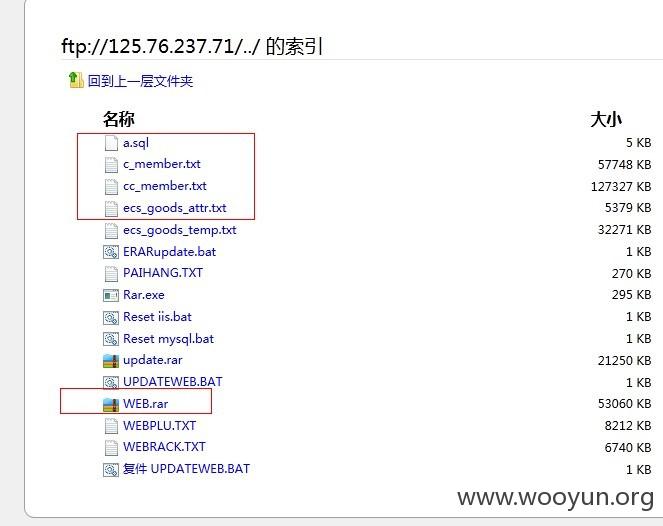 ftp://125.76.237.71/../ 的索引
回到上一层文件夹
名称 大小
a.sql 5 KB
c_member.txt 57748 KB
cc_member.txt 127327 KB
ecs_goods_attr.txt 5379 KB
ecs_goods_temp.txt 32271 KB
ERARupdate.bat 1 KB
PAIHANG.TXT 270 KB
Rar.exe 295 KB
Reset iis.bat 1 KB
Reset mysql.bat 1 KB
update.rar 21250 KB
UPDATEWEB.BAT 1 KB
WEB.rar 53060 KB
WEBPLU.TXT 8212 KB
WEBRACK.TXT 6740 KB
复件 UPDATEWEB.BAT 1 KB
www.wooyun.org